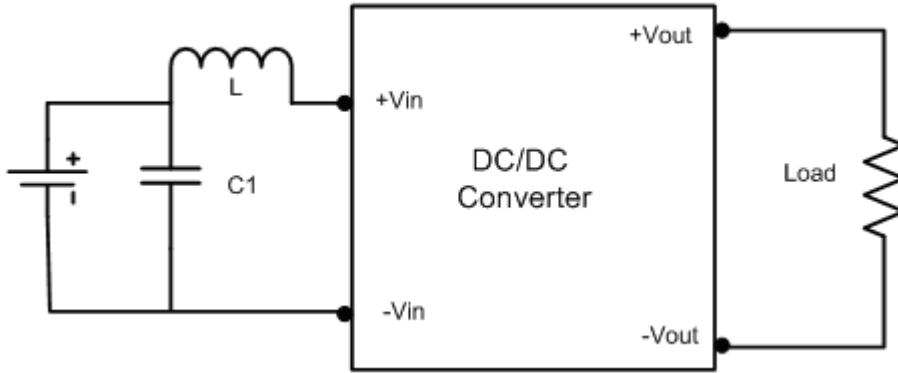 +Vout
L
+Vin
DC/DC
Converter
+
-
C1
Load
-Vin
-Vout